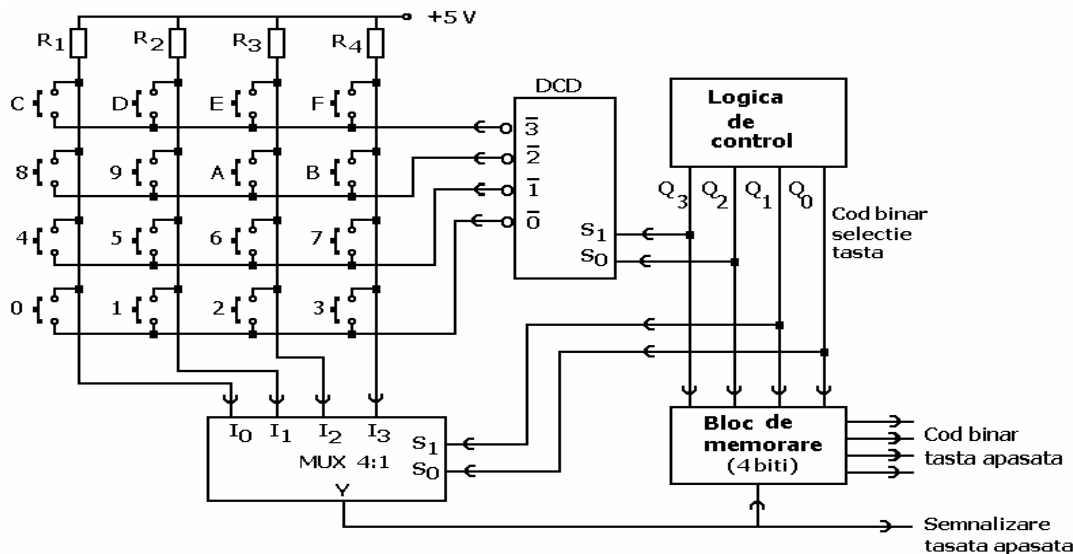 +5 V
R1 R2 R3 R4
C D E F
DCD
Logica
de
control
3
8 9 A B
2
1
0
Q3 Q2 Q1 Q0
Cod binar
selectie
tasta
4 5 6 7
S1
S0
0 1 2 3
I0 I1 I2 I3
MUX 4:1
S1
S0
Y
Bloc de
memorare
(4 biti)
Cod binar
tasta apasata
Semnalizare
tasata apasata